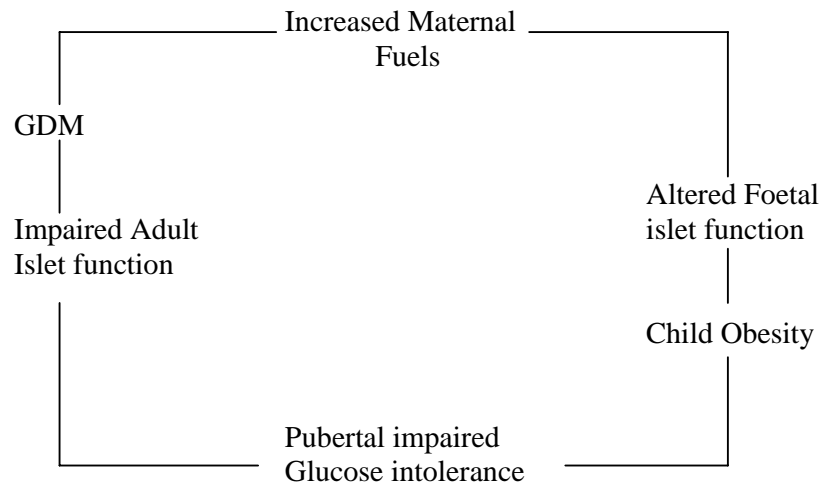 Increased Maternal
Fuels
GDM
Altered Foetal
islet function
Impaired Adult
Islet function
Child Obesity
Pubertal impaired
Glucose intolerance